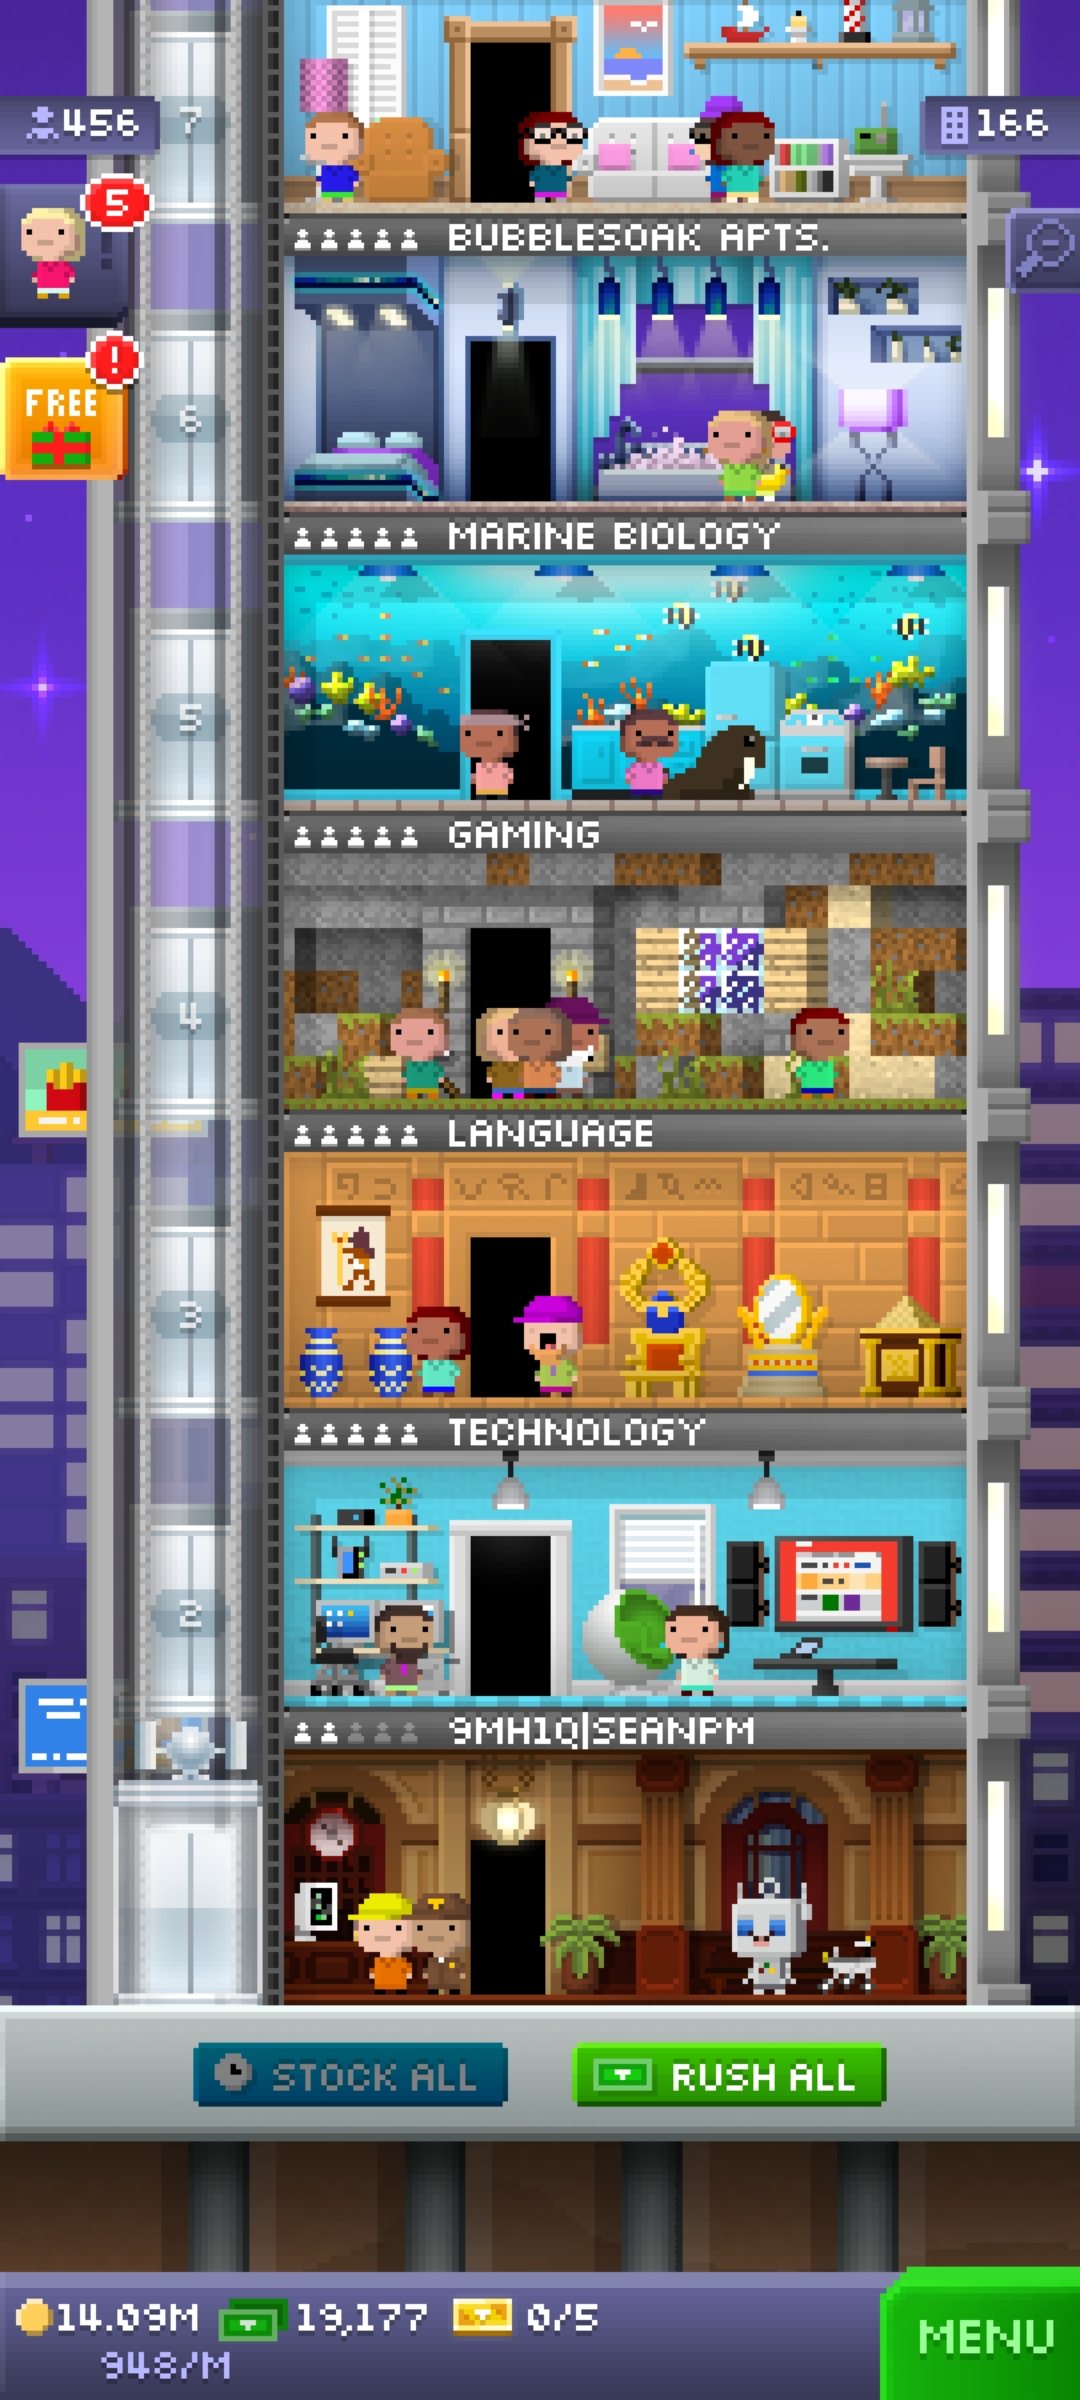 7
456
166
5
BUBBLESOAK APTS.
!
FREE
6
MARINE BIOLOGY
5
GAMING
4
LANGUAGE
3
TECHNOLOGY
2
9MH1Q|SEANPM
STOCK ALL
RUSH ALL
14.09M
19,177
0/5
948/M
MENU